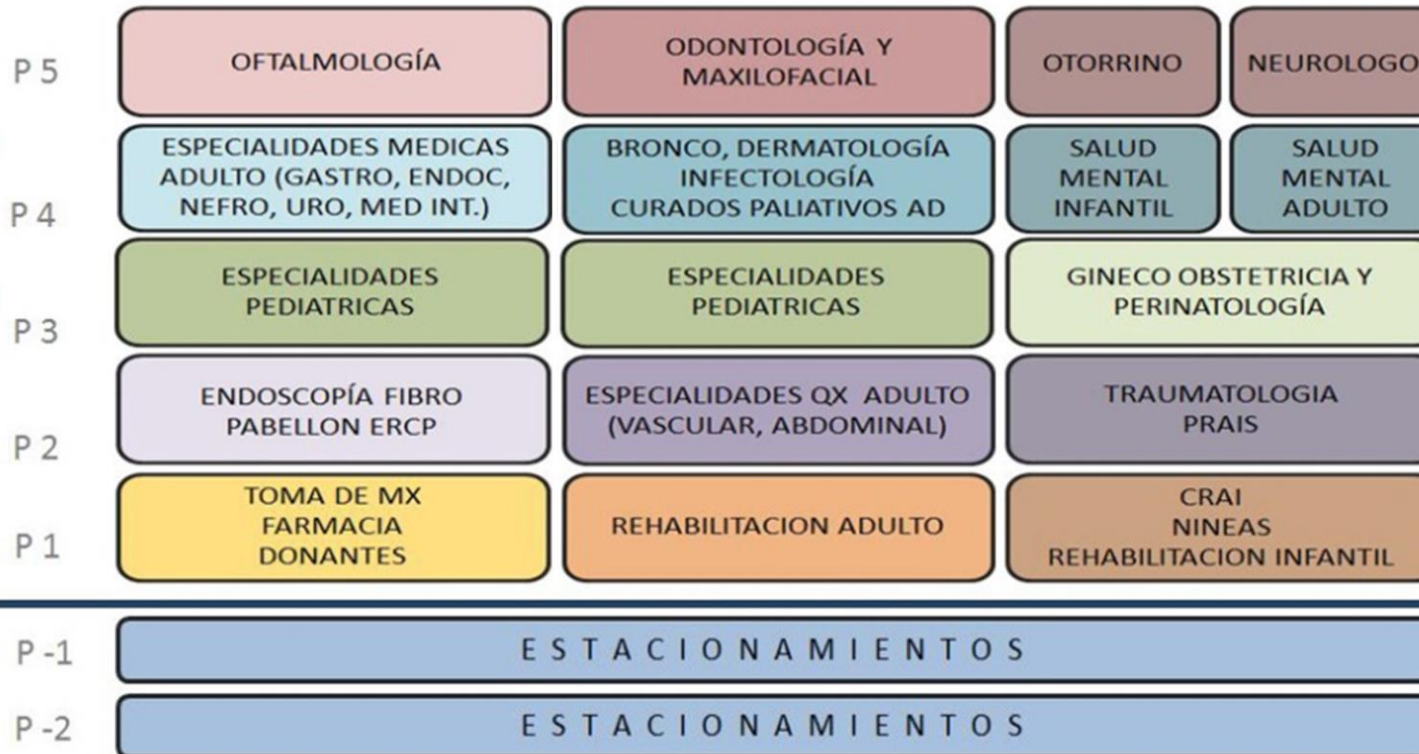 P 5
OFTALMOLOGÍA
ODONTOLOGÍA Y
MAXILOFACIAL
OTORRINO
NEUROLOGO
P 4
ESPECIALIDADES MEDICAS
ADULTO (GASTRO, ENDOC,
NEFRO, URO, MED INT.)
BRONCO, DERMATOLOGÍA
INFECTOLOGÍA
CURADOS PALIATIVOS AD
SALUD
MENTAL
INFANTIL
SALUD
MENTAL
ADULTO
P 3
ESPECIALIDADES
PEDIATRICAS
ESPECIALIDADES
PEDIATRICAS
GINECO OBSTETRICIA Y
PERINATOLOGÍA
P 2
ENDOSCOPÍA FIBRO
PABELLON ERCP
ESPECIALIDADES QX ADULTO
(VASCULAR, ABDOMINAL)
TRAUMATOLOGIA
PRAIS
P 1
TOMA DE MX
FARMACIA
DONANTES
REHABILITACION ADULTO
CRAI
NINEAS
REHABILITACION INFANTIL
P -1
ESTACIONAMIENTOS
P -2
ESTACIONAMIENTOS